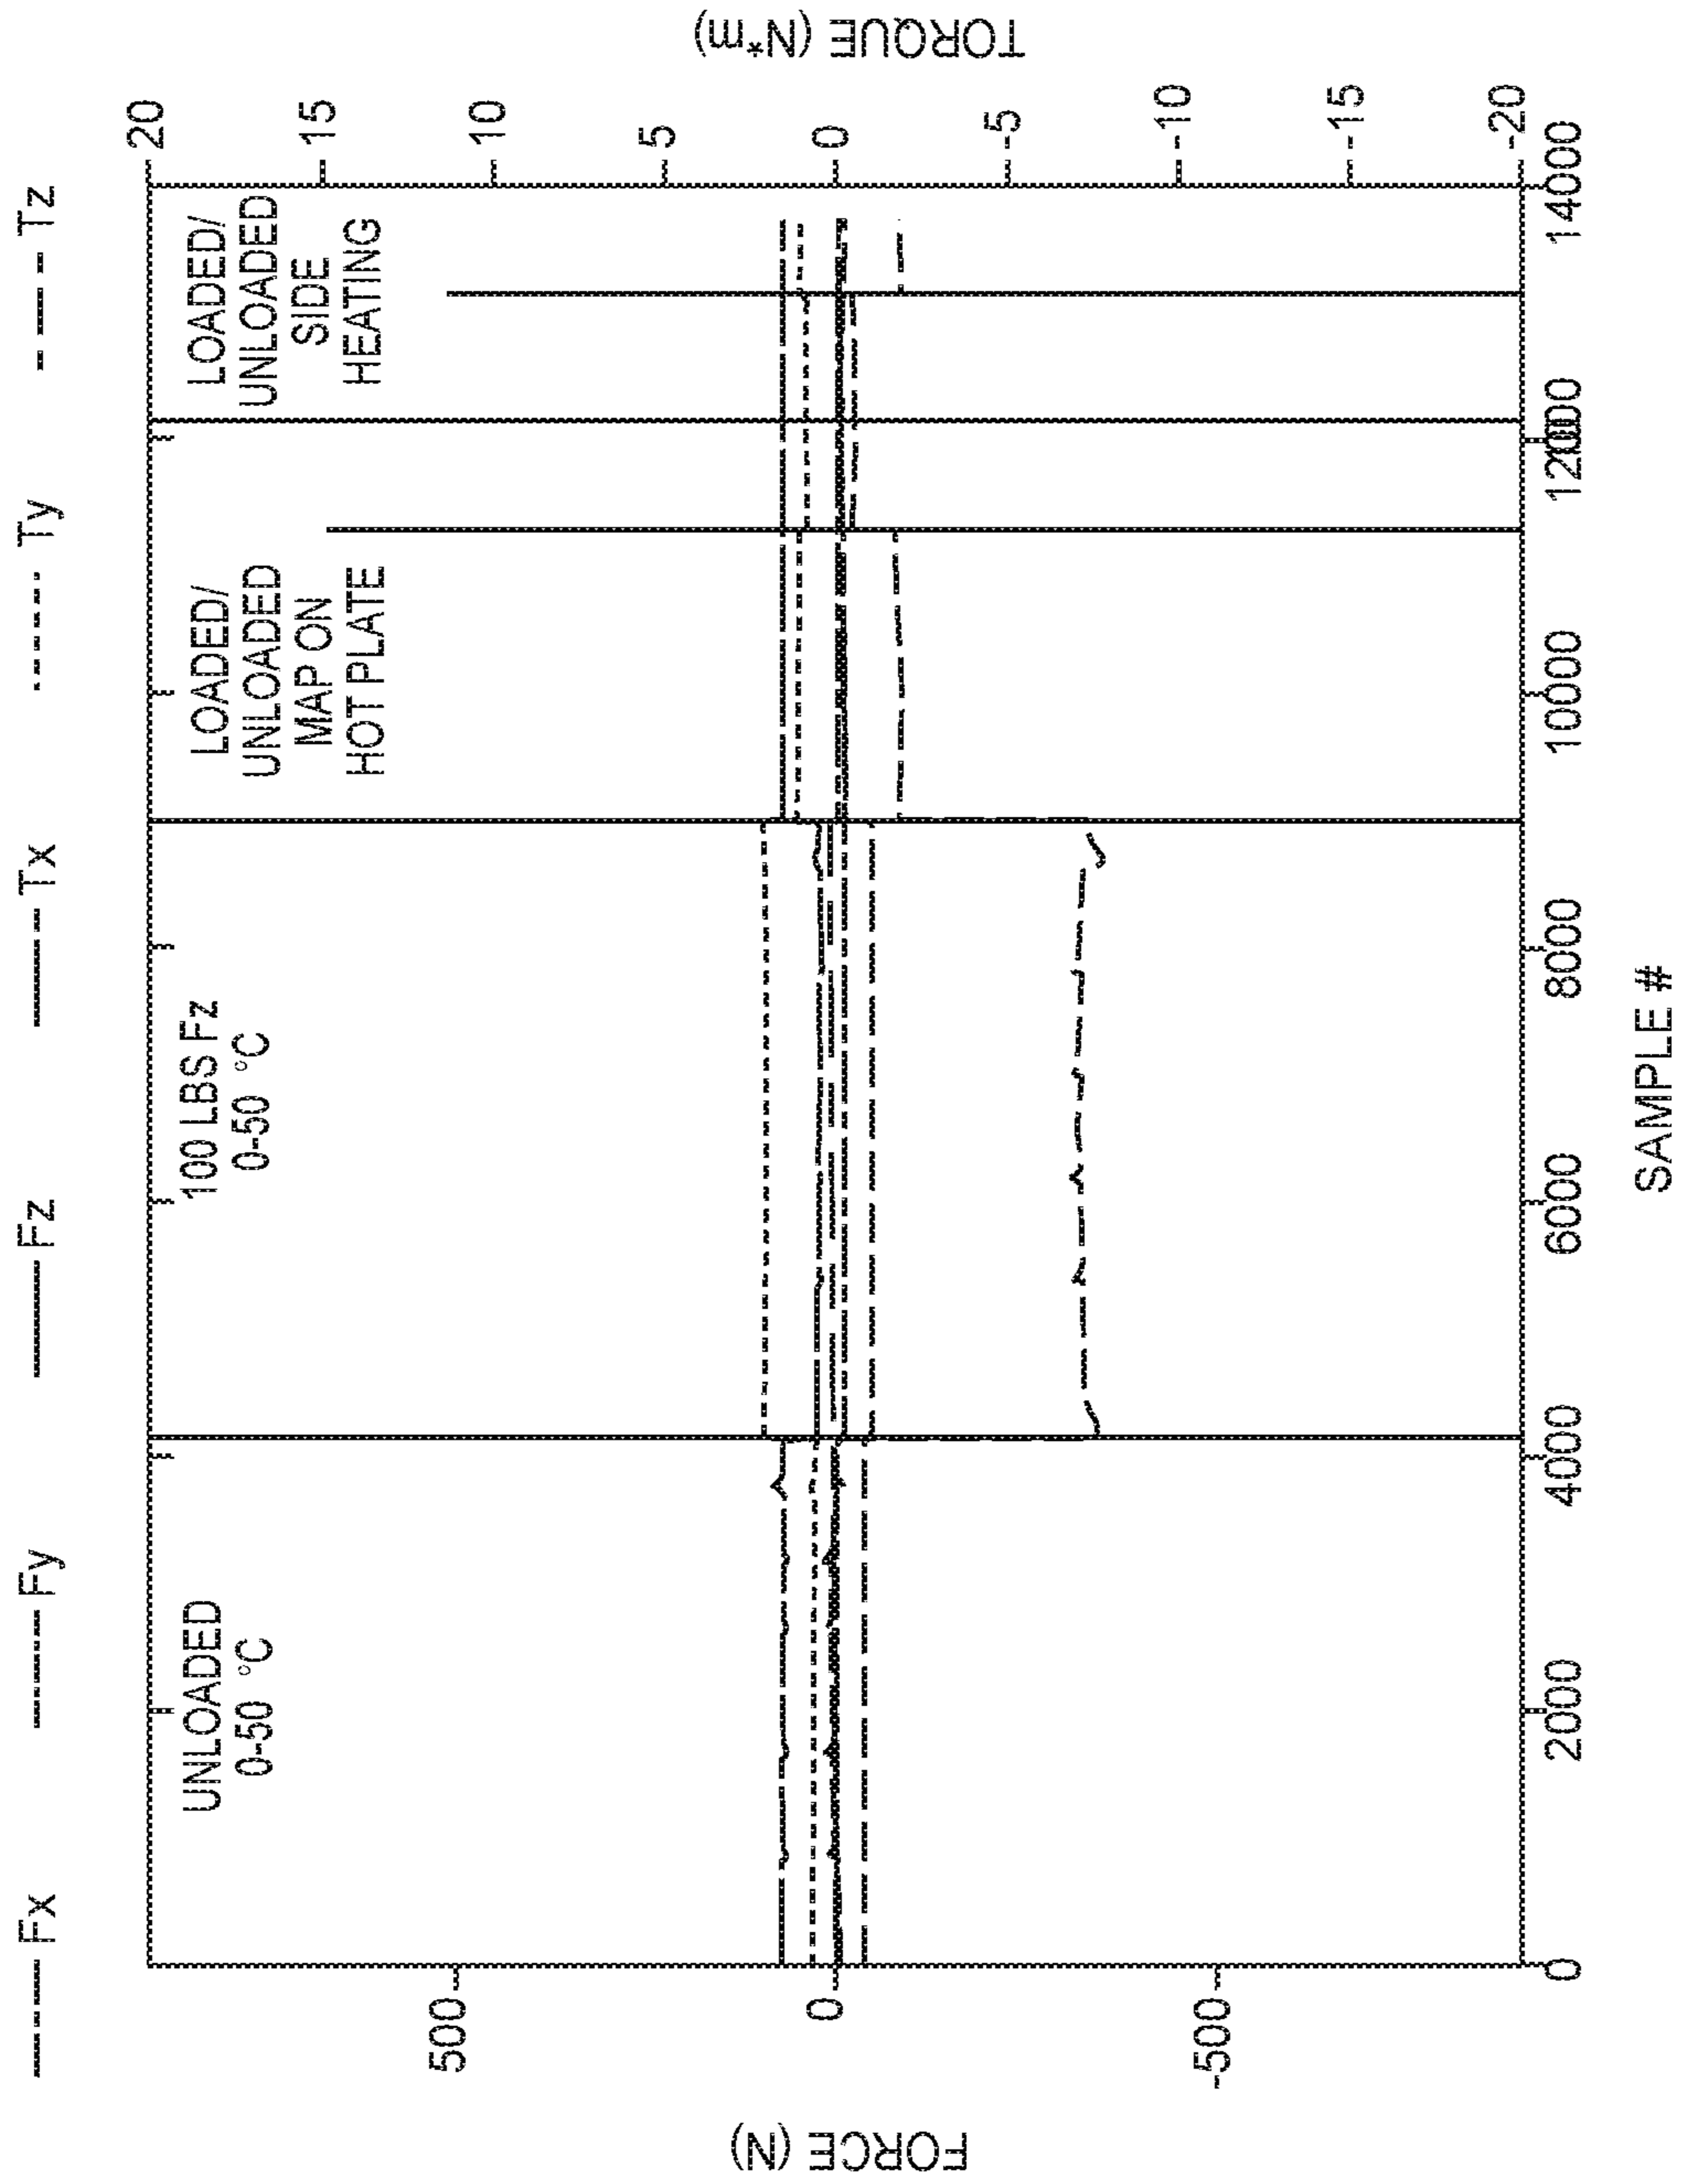 Fx Fy Fz Tx Ty Tz
UNLOADED
0-50 °C
100 LBS Fz
0-50 °C
LOADED/
UNLOADED
MAP ON
HOT PLATE
LOADED/
UNLOADED
SIDE
HEATING
FORCE (N)
500
0
-500
TORQUE (N*m)
20
15
10
5
0
-5
-10
-15
-20
0 2000 4000 6000 8000 10000 14000
SAMPLE #